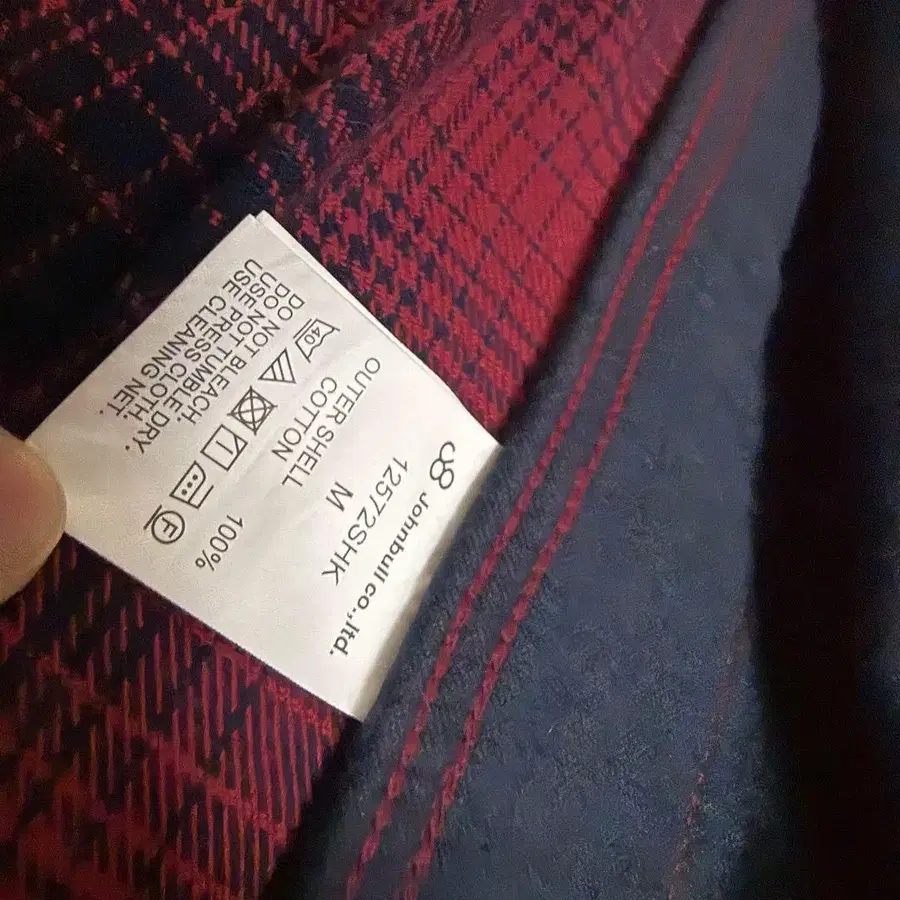 Johnbull co.,ltd.
12572SHK
M
OUTER SHELL
COTTON 100%
40
F
DO NOT BLEACH.
DO NOT TUMBLE DRY.
USE PRESS CLOTH.
USE CLEANING NET.